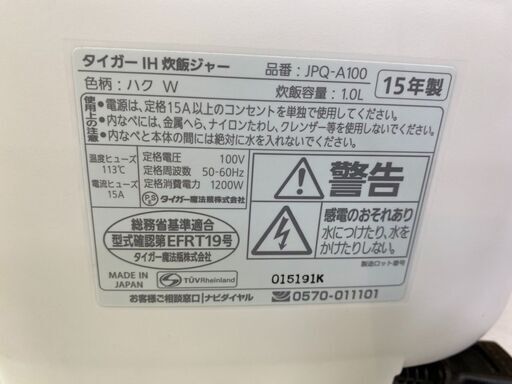 タイガー IH 炊飯ジャー
品番：JPQ-A100
15年製
色柄：ハク W
炊飯容量：1.0L
使用上の注意
●電源は、定格15A以上のコンセントを単独で使用してください。
●内なべには、金属へら、ナイロンたわし、クレンザー等を使用しないでください。
●内なべと本体の間には絶対に水を入れないでください。
温度ヒューズ 113℃
電流ヒューズ 15A
定格電圧 100V
定格周波数 50-60Hz
定格消費電力 1200W
PSE タイガー魔法瓶株式会社
警告
感電のおそれあり
水につけたり、水を
かけたりしない。
総務省基準適合
型式確認第EFRT19号
タイガー魔法瓶株式会社
製造ロット番号
015191K
MADE IN
JAPAN
TÜVRheinland
お客様ご相談窓口 ナビダイヤル 0570-011101